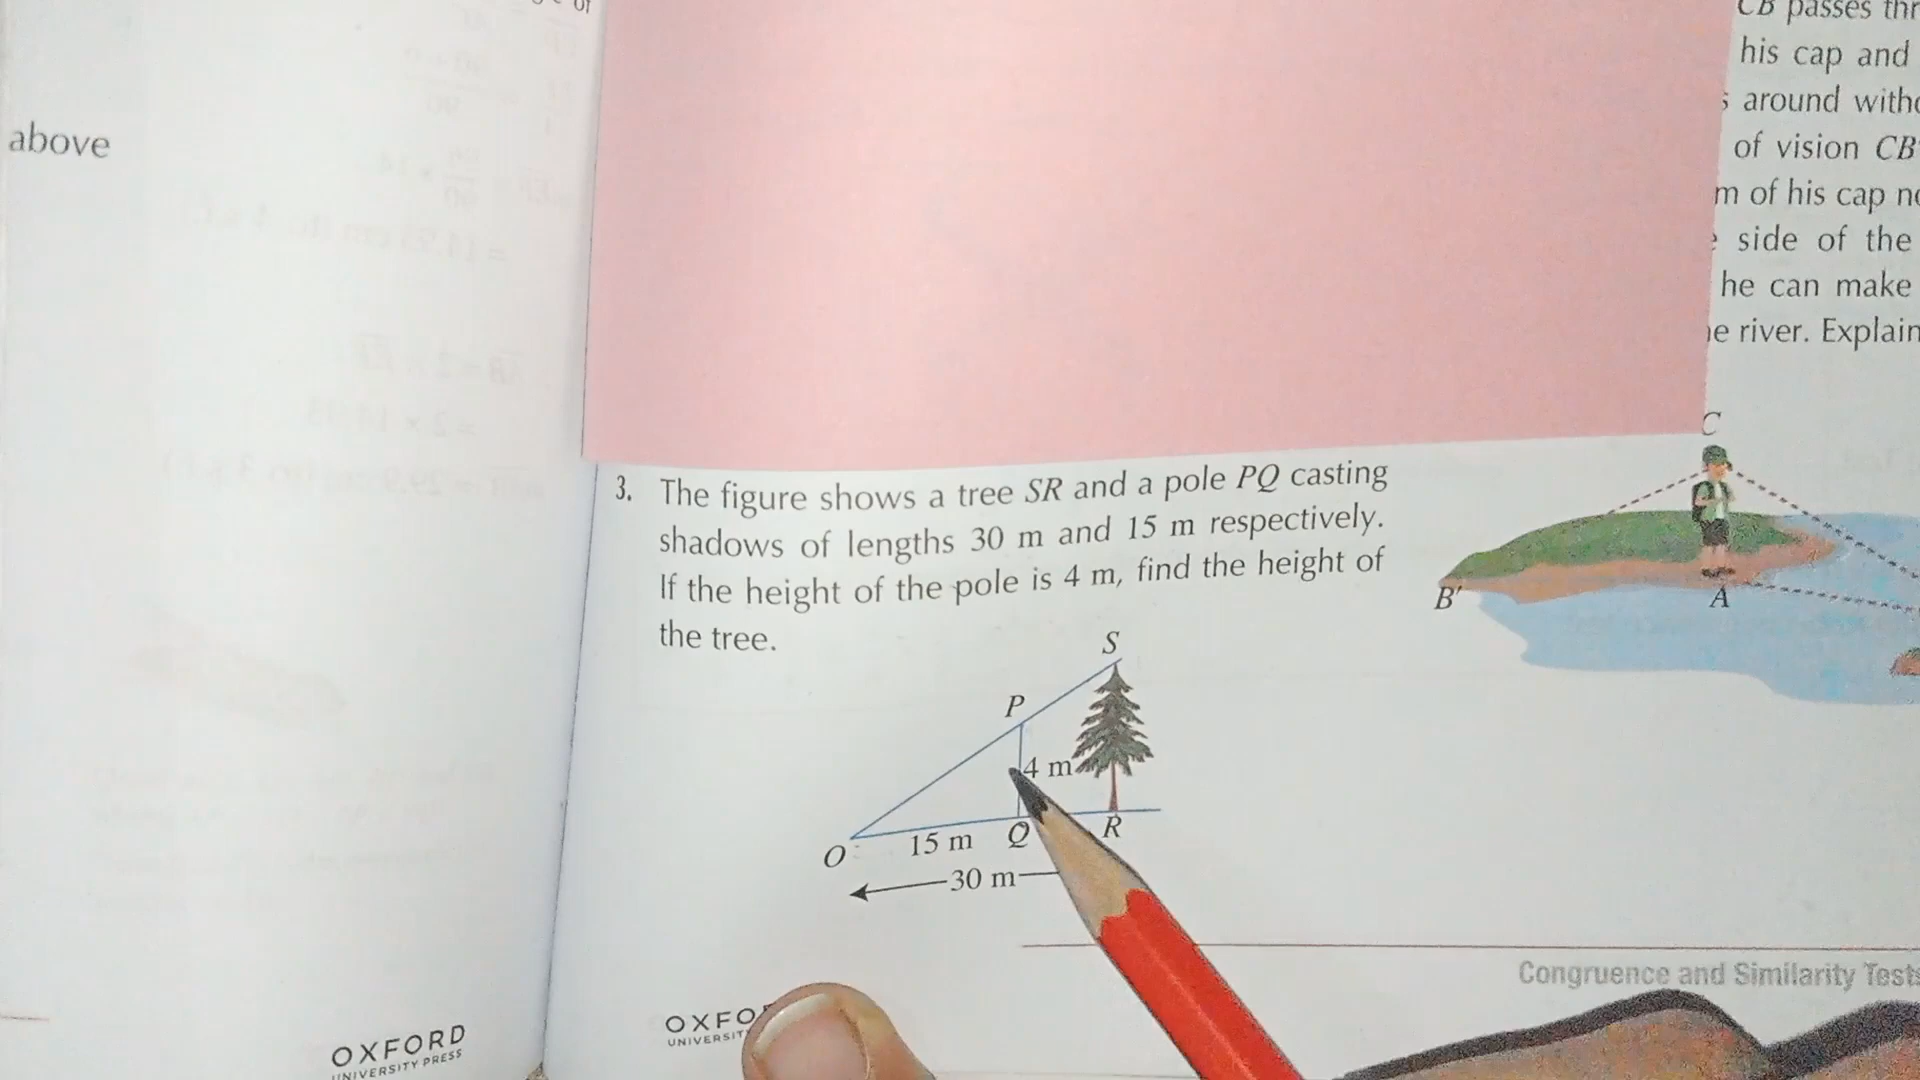 above
CB passes
his cap and
around
of vision CB
of his cap
side of the
he can make
river. Explain
3. The figure shows a tree SR and a pole PQ casting
shadows of lengths 30 m and 15 m respectively.
If the height of the pole is 4 m, find the height of
the tree.
S
P
4 m
O
15 m
Q
R
30 m
C
B'
A
Congruence and Similarity Tests
OXFORD
UNIVERSITY PRESS
OXFO
UNIVERSIT